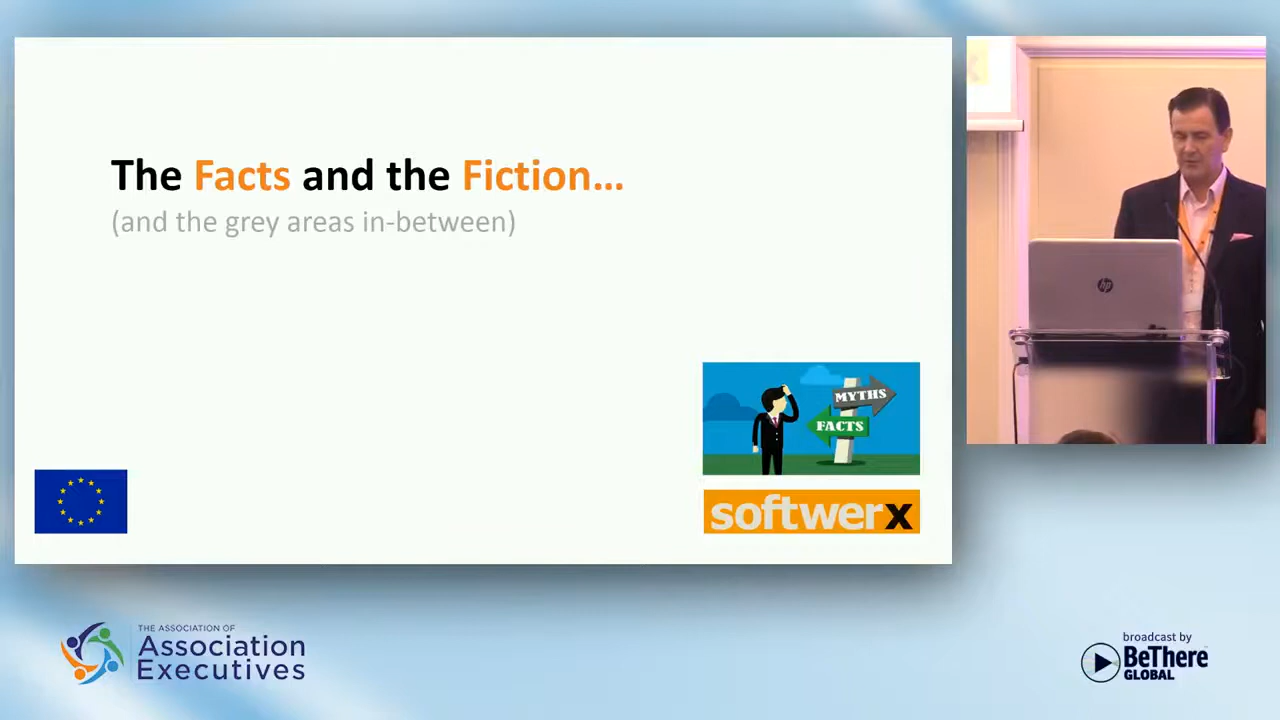 The Facts and the Fiction...
(and the grey areas in-between)
MYTHS
FACTS
softwerx
hp
THE ASSOCIATION OF
Association
Executives
broadcast by
BeThere
GLOBAL